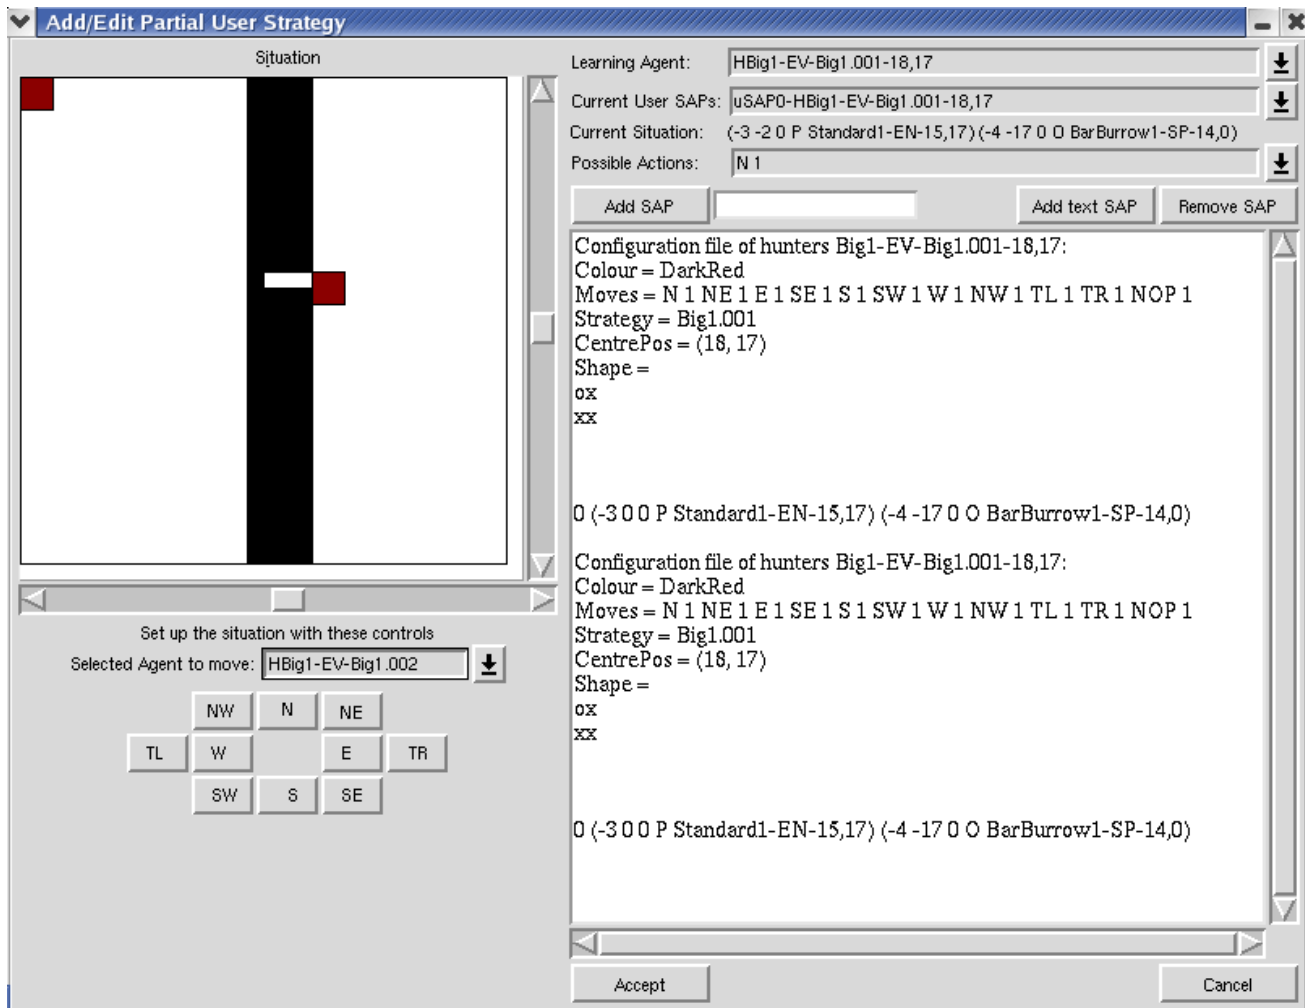 Add/Edit Partial User Strategy
Situation
Set up the situation with these controls
Selected Agent to move: HBig1-EV-Big1.002
NW N NE
TL W E TR
SW S SE
Learning Agent: HBig1-EV-Big1.001-18,17
Current User SAPs: uSAP0-HBig1-EV-Big1.001-18,17
Current Situation: (-3 -2 0 P Standard1-EN-15,17) (-4 -17 0 O BarBurrow1-SP-14,0)
Possible Actions: N 1
Add SAP Add text SAP Remove SAP
Configuration file of hunters Big1-EV-Big1.001-18,17:
Colour = DarkRed
Moves = N 1 NE 1 E 1 SE 1 S 1 SW 1 W 1 NW 1 TL 1 TR 1 NOP 1
Strategy = Big1.001
CentrePos = (18, 17)
Shape =
ox
xx
0 (-3 0 0 P Standard1-EN-15,17) (-4 -17 0 O BarBurrow1-SP-14,0)
Configuration file of hunters Big1-EV-Big1.001-18,17:
Colour = DarkRed
Moves = N 1 NE 1 E 1 SE 1 S 1 SW 1 W 1 NW 1 TL 1 TR 1 NOP 1
Strategy = Big1.001
CentrePos = (18, 17)
Shape =
ox
xx
0 (-3 0 0 P Standard1-EN-15,17) (-4 -17 0 O BarBurrow1-SP-14,0)
Accept Cancel